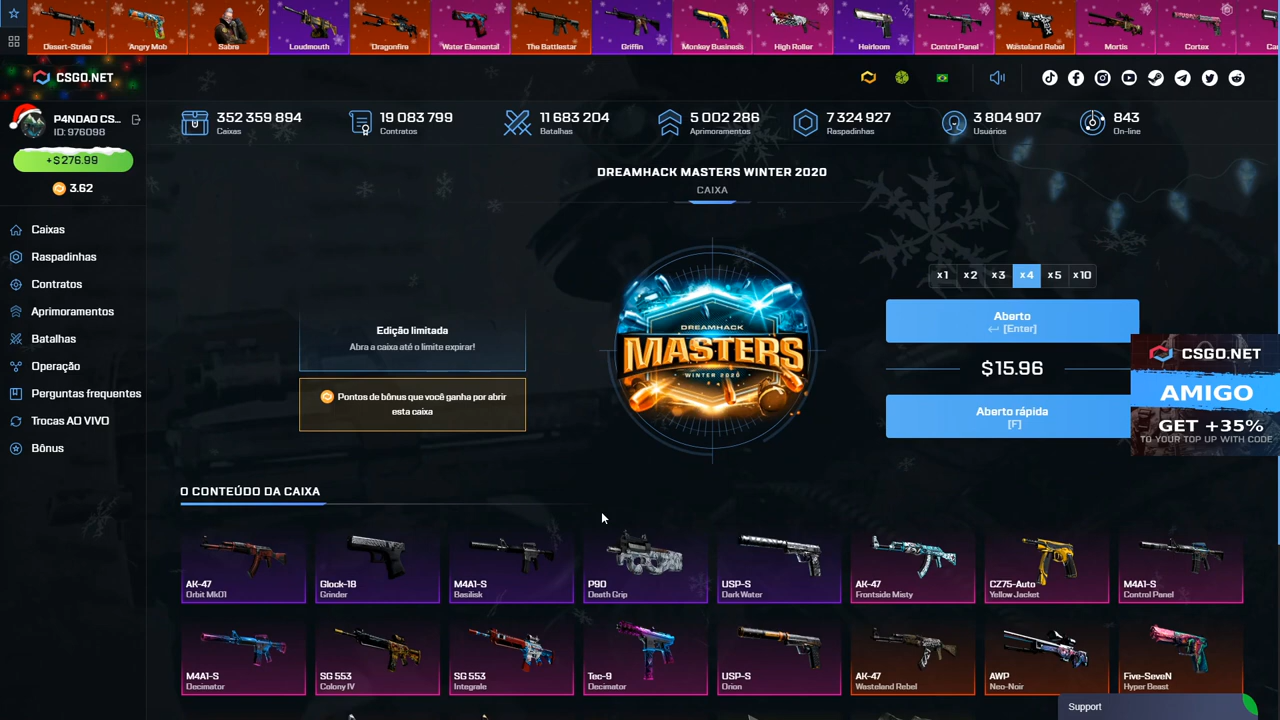 Desert-Strike
Angry Mob
Sabre
Loudmouth
Dragonfire
Water Elemental
The Battlestar
Griffin
Monkey Business
High Roller
Heirloom
Control Panel
Wasteland Rebel
Mortis
Cortex
CSGO.NET
P4NDAO CS...
ID: 976098
+$276.99
3.62
352 359 894
Caixas
19 083 799
Contratos
11 683 204
Batalhas
5 002 286
Aprimoramentos
7 324 927
Raspadinhas
3 804 907
Usuários
843
On-line
Caixas
Raspadinhas
Contratos
Aprimoramentos
Batalhas
Operação
Perguntas frequentes
Trocas AO VIVO
Bônus
DREAMHACK MASTERS WINTER 2020
CAIXA
Edição limitada
Abra a caixa até o limite expirar!
Pontos de bônus que você ganha por abrir
esta caixa
DREAMHACK
MASTERS
WINTER 2020
x1 x2 x3 x4 x5 x10
Aberto
[Enter]
$15.96
Aberto rápida
[F]
CSGO.NET
AMIGO
GET +35%
TO YOUR TOP UP WITH CODE
O CONTEÚDO DA CAIXA
AK-47
Orbit Mk01
Glock-18
Grinder
M4A1-S
Basilisk
P90
Death Grip
USP-S
Dark Water
AK-47
Frontside Misty
CZ75-Auto
Yellow Jacket
M4A1-S
Control Panel
M4A1-S
Decimator
SG 553
Colony IV
SG 553
Integrale
Tec-9
Decimator
USP-S
Orion
AK-47
Wasteland Rebel
AWP
Neo-Noir
Five-SeveN
Hyper Beast
Support